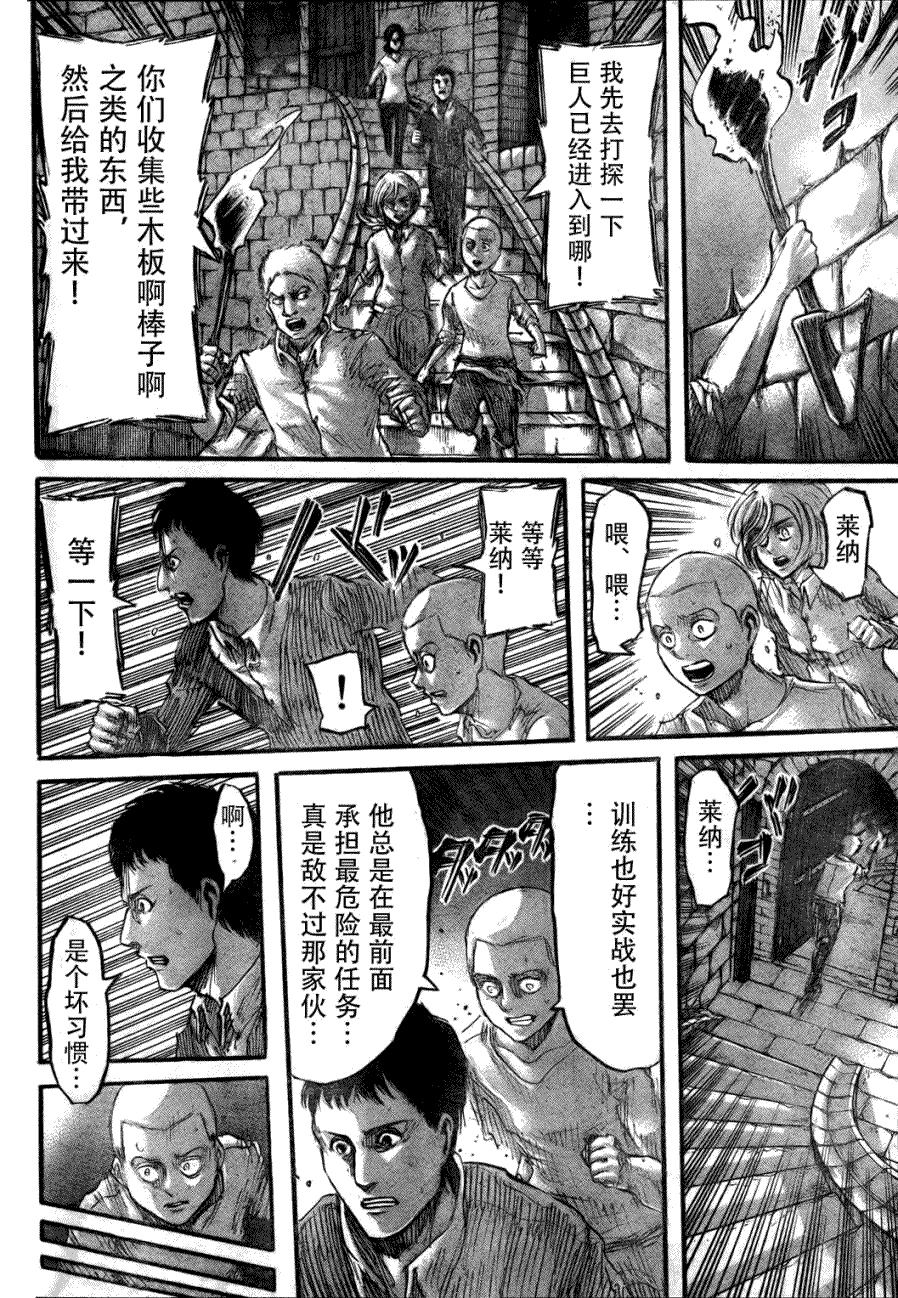 我先去打探一下
巨人已经进入到哪！
你们收集些木板啊棒子啊
之类的东西，
然后给我带过来！
莱纳
喂、喂…
等等
莱纳！
！
等一下！
莱纳…
训练也好实战也罢
…
他总是在最前面
承担最危险的任务…
真是敌不过那家伙…
啊…
是个坏习惯…